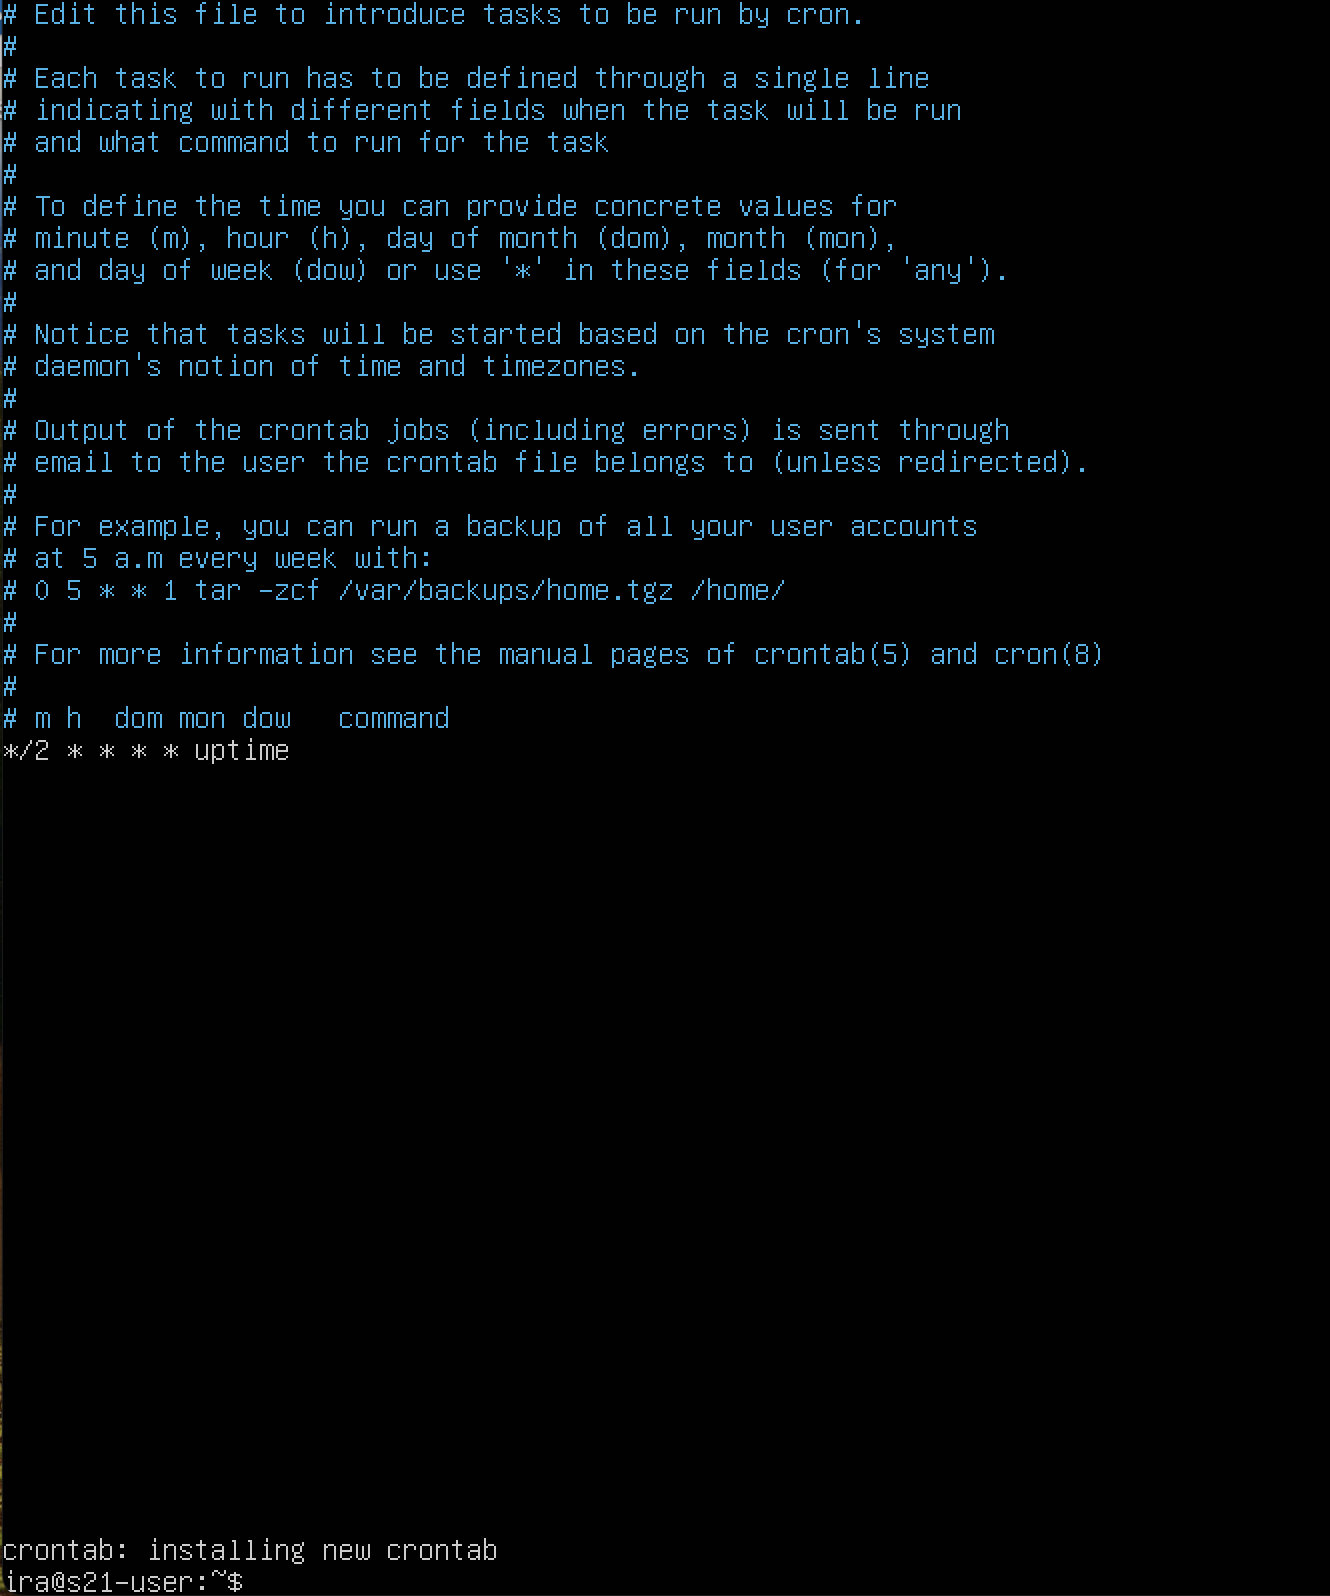 # Edit this file to introduce tasks to be run by cron.
#
# Each task to run has to be defined through a single line
# indicating with different fields when the task will be run
# and what command to run for the task
#
# To define the time you can provide concrete values for
# minute (m), hour (h), day of month (dom), month (mon),
# and day of week (dow) or use '*' in these fields (for 'any').
#
# Notice that tasks will be started based on the cron's system
# daemon's notion of time and timezones.
#
# Output of the crontab jobs (including errors) is sent through
# email to the user the crontab file belongs to (unless redirected).
#
# For example, you can run a backup of all your user accounts
# at 5 a.m every week with:
# 0 5 * * 1 tar -zcf /var/backups/home.tgz /home/
#
# For more information see the manual pages of crontab(5) and cron(8)
#
# m h  dom mon dow   command
*/2 * * * * uptime
crontab: installing new crontab
ira@s21-user:~$